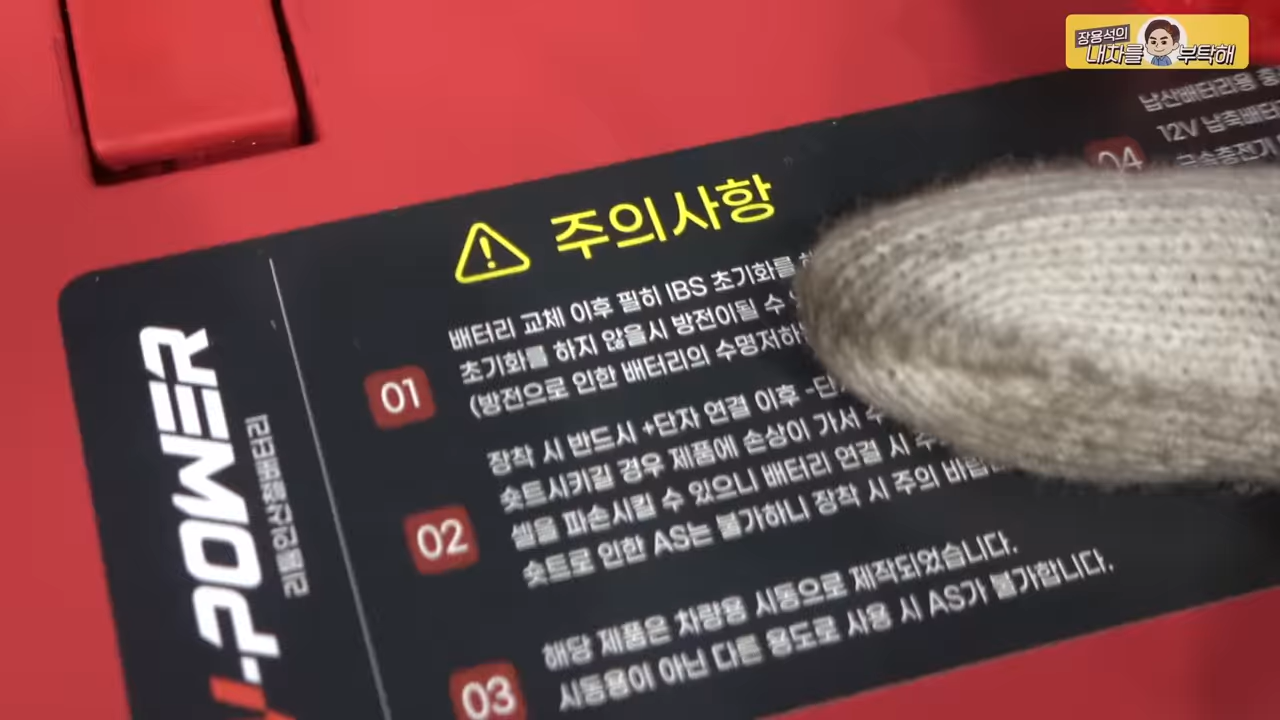 장용석의
내차를 부탁해
주의사항
01
배터리 교체 이후 필히 IBS 초기화를
초기화를 하지 않을시 방전이될 수
(방전으로 인한 배터리의 수명저하
02
장착 시 반드시 +단자 연결 이후
숏트시키길 경우 제품에 손상이 가서
셀을 파손시킬 수 있으니 배터리 연결 시
숏트로 인한 AS는 불가하니 장착 시 주의
03
해당 제품은 차량용 시동으로 제작되었습니다.
시동용이 아닌 다른 용도로 사용 시 AS가 불가합니다.
04
납산배터리용
12V
-POWER
리튬인산철배터리